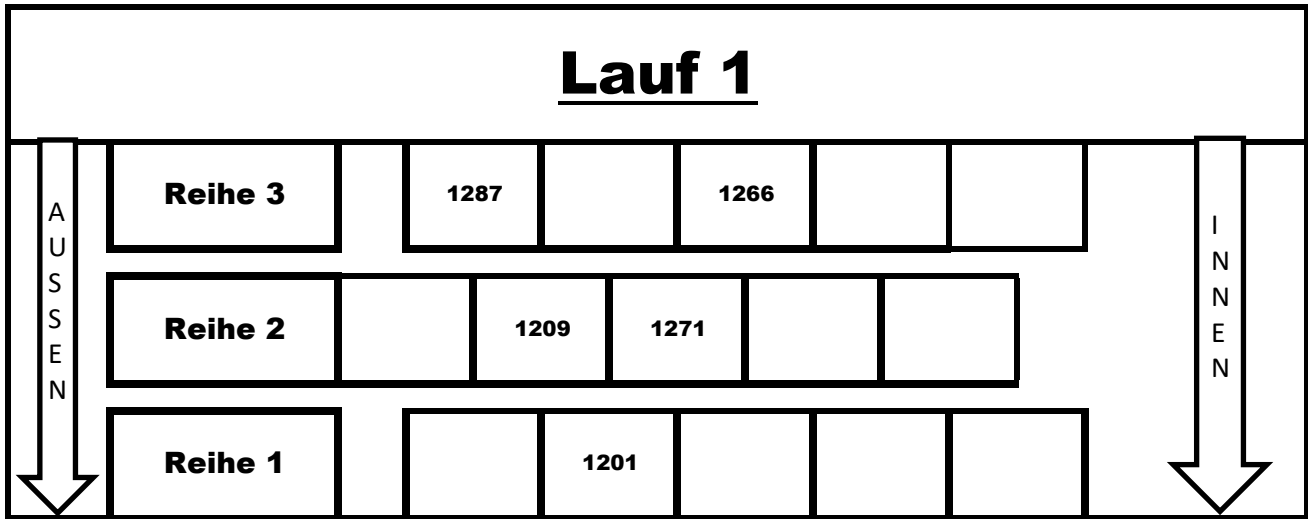 Lauf 1
AUSSEN
Reihe 3 1287 1266
Reihe 2 1209 1271
Reihe 1 1201
INNEN